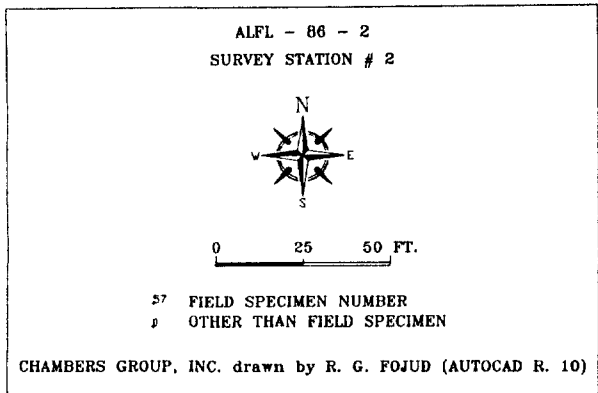 ALFL - 86 - 2
SURVEY STATION # 2
N
W E
S
0 25 50 FT.
57 FIELD SPECIMEN NUMBER
OTHER THAN FIELD SPECIMEN
CHAMBERS GROUP, INC. drawn by R. G. FOJUD (AUTOCAD R. 10)